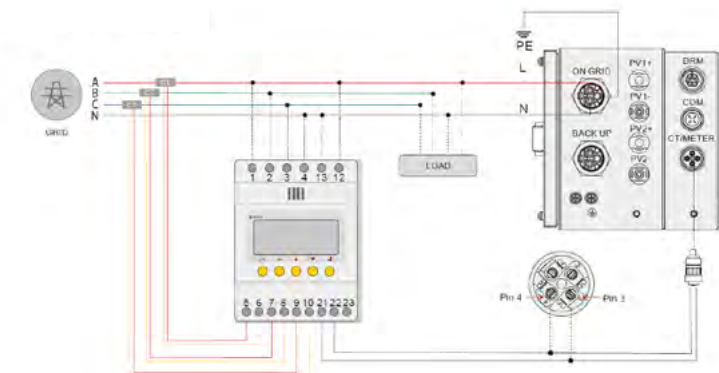 PE
L
N
A
B
C
N
GRID
ON GRID
BACK UP
PV1+
PV1-
PV2+
PV2
DRM
COM
CT/METER
LOAD
1 2 3 4 13 12
5 6 7 8 9 10 21 22 23
Pin 4
Pin 3